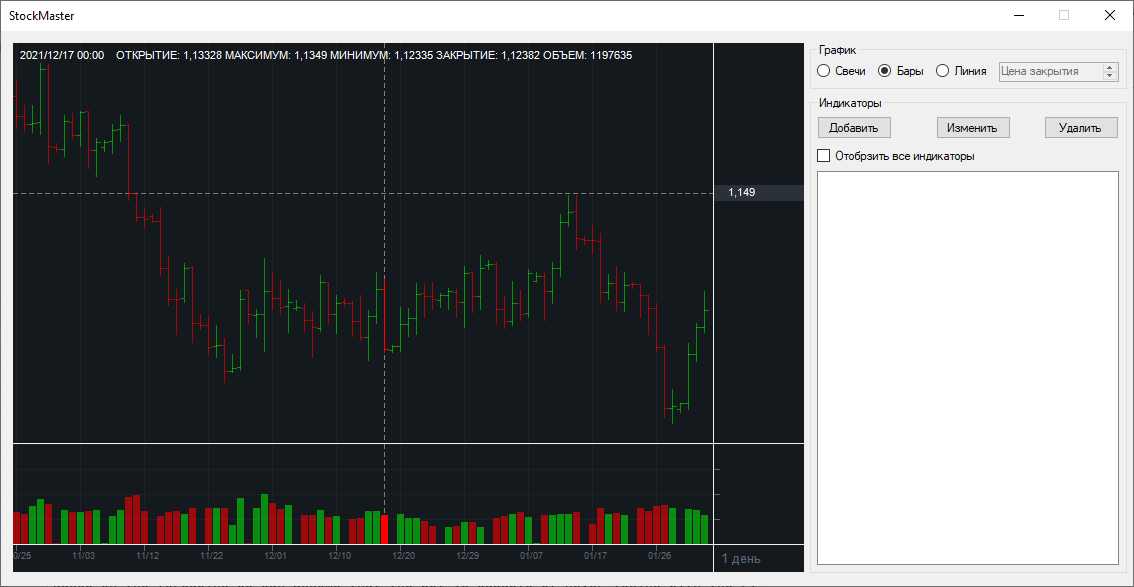 StockMaster
2021/12/17 00:00 ОТКРЫТИЕ: 1,13328 МАКСИМУМ: 1,1349 МИНИМУМ: 1,12335 ЗАКРЫТИЕ: 1,12382 ОБЪЕМ: 1197635
График
Свечи Бары Линия Цена закрытия
Индикаторы
Добавить Изменить Удалить
Отобрзить все индикаторы
1,149
0/25 11/03 11/12 11/22 12/01 12/10 12/20 12/29 01/07 01/17 01/26
1 день